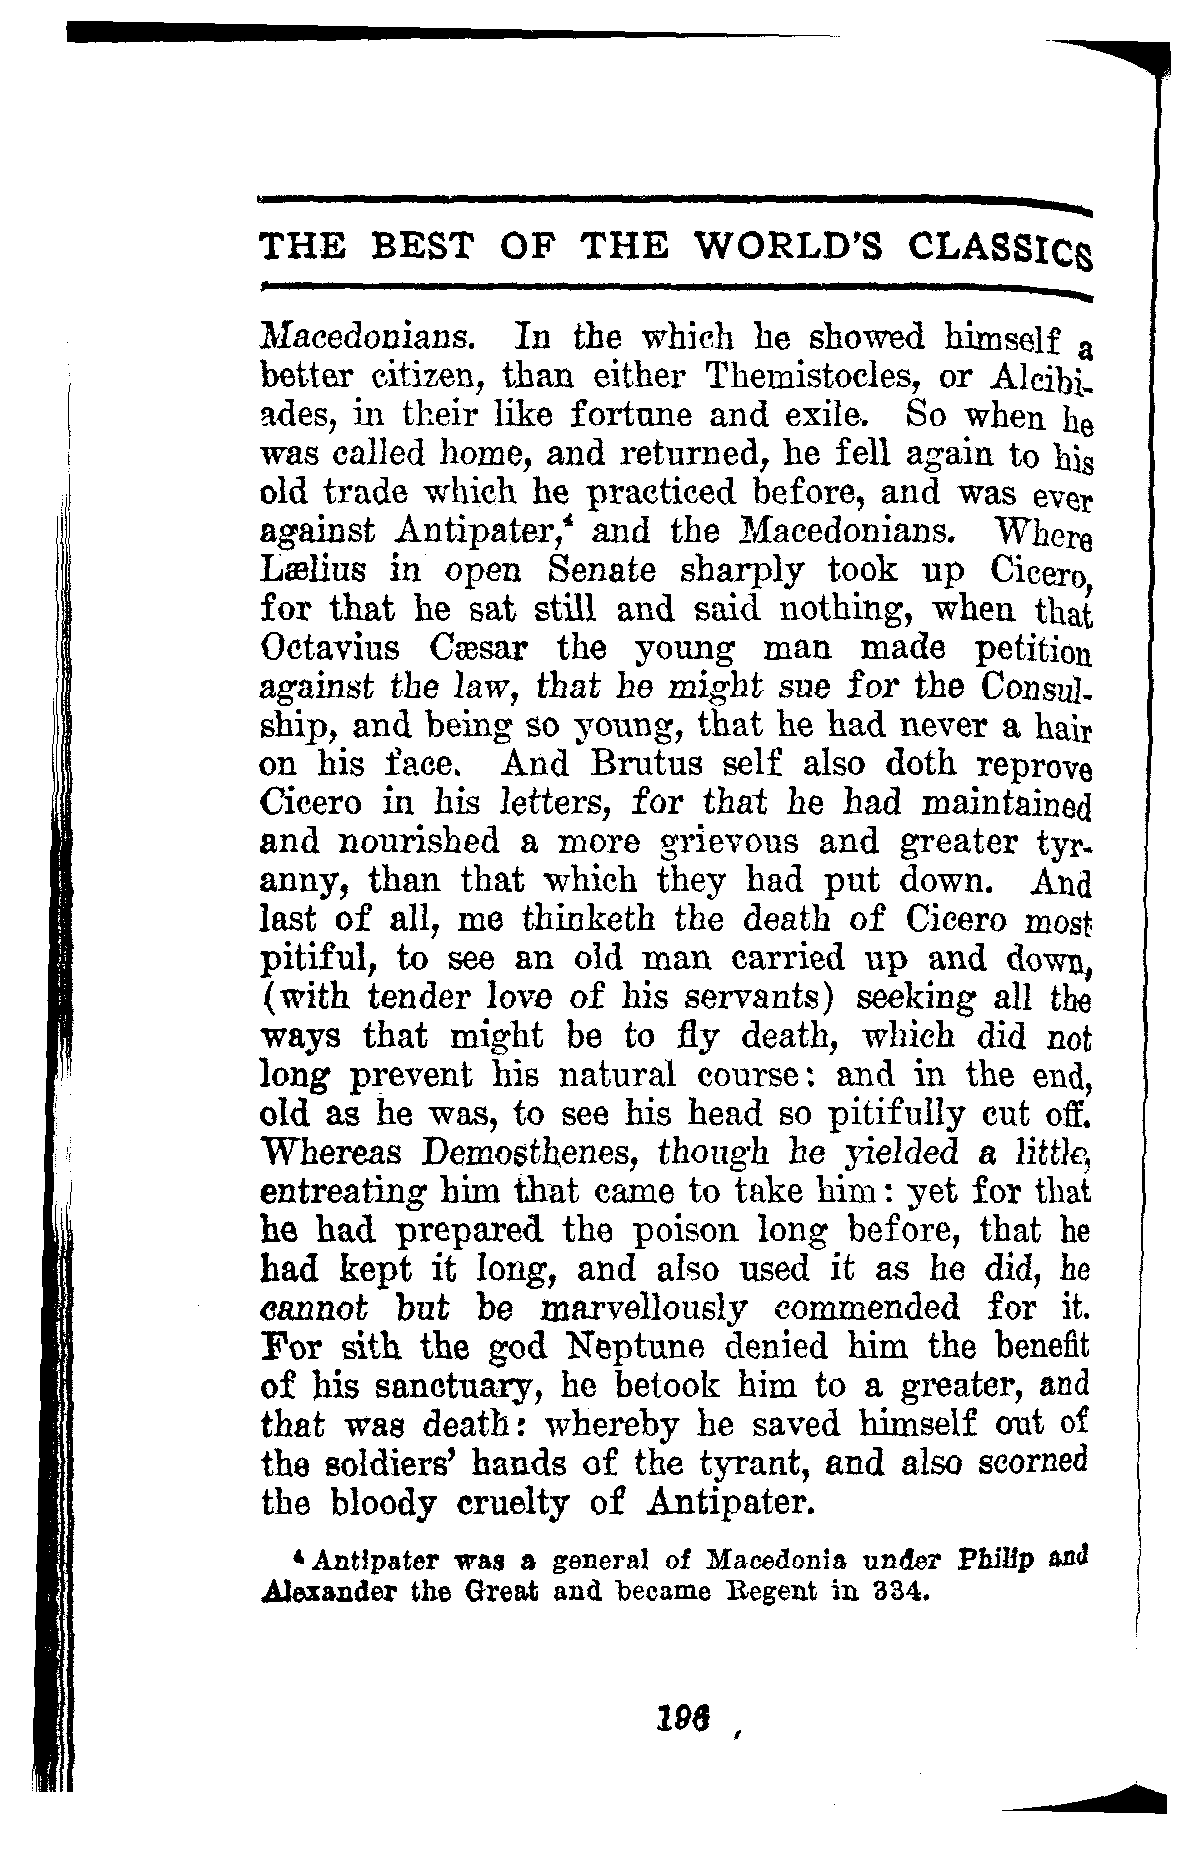 THE BEST OF THE WORLD'S CLASSICS
Macedonians. In the which he showed himself a
better citizen, than either Themistocles, or Alcibi-
ades, in their like fortune and exile. So when he
was called home, and returned, he fell again to his
old trade which he practiced before, and was ever
against Antipater,⁴ and the Macedonians. Where
Lælius in open Senate sharply took up Cicero,
for that he sat still and said nothing, when that
Octavius Cæsar the young man made petition
against the law, that he might sue for the Consul-
ship, and being so young, that he had never a hair
on his face. And Brutus self also doth reprove
Cicero in his letters, for that he had maintained
and nourished a more grievous and greater tyr-
anny, than that which they had put down. And
last of all, me thinketh the death of Cicero most
pitiful, to see an old man carried up and down,
(with tender love of his servants) seeking all the
ways that might be to fly death, which did not
long prevent his natural course: and in the end,
old as he was, to see his head so pitifully cut off.
Whereas Demosthenes, though he yielded a little,
entreating him that came to take him: yet for that
he had prepared the poison long before, that he
had kept it long, and also used it as he did, he
cannot but be marvellously commended for it.
For sith the god Neptune denied him the benefit
of his sanctuary, he betook him to a greater, and
that was death: whereby he saved himself out of
the soldiers' hands of the tyrant, and also scorned
the bloody cruelty of Antipater.
⁴ Antipater was a general of Macedonia under Philip and
Alexander the Great and became Regent in 334.
196